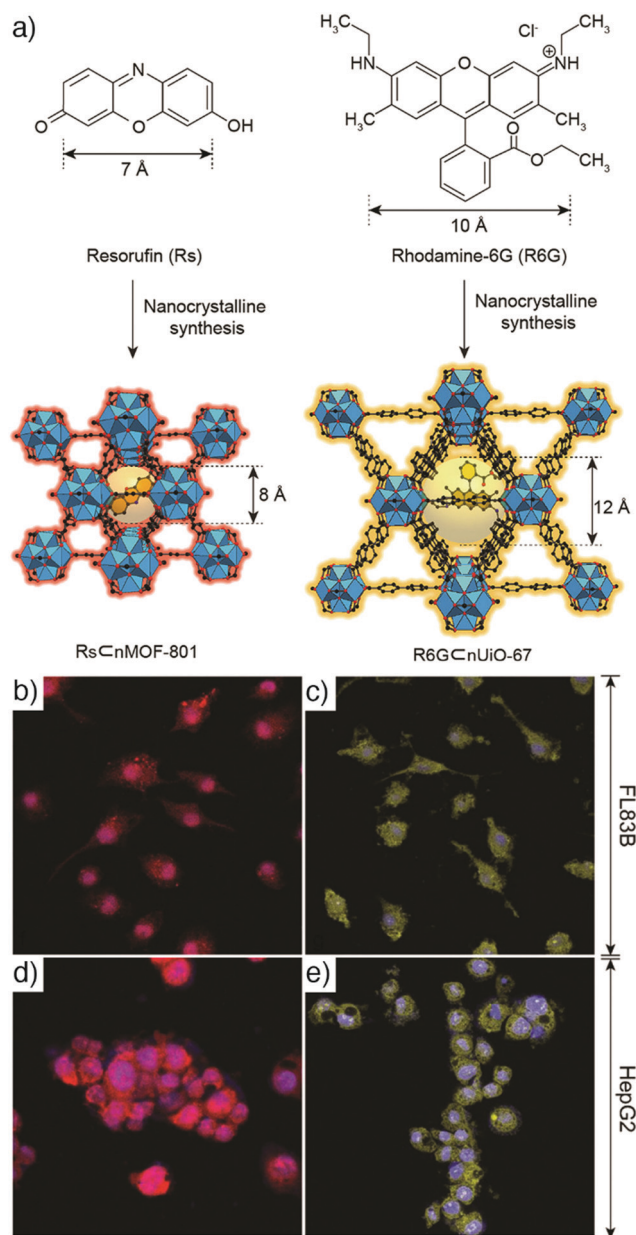 a)
N
O
O
OH
7 Å
Resorufin (Rs)
Nanocrystalline
synthesis
8 Å
Rs⊂nMOF-801
Cl-
CH3
HN
O
NH
+
CH3
H3C
CH3
O
O
CH3
10 Å
Rhodamine-6G (R6G)
Nanocrystalline
synthesis
12 Å
R6G⊂nUiO-67
b)
c)
FL83B
d)
e)
HepG2